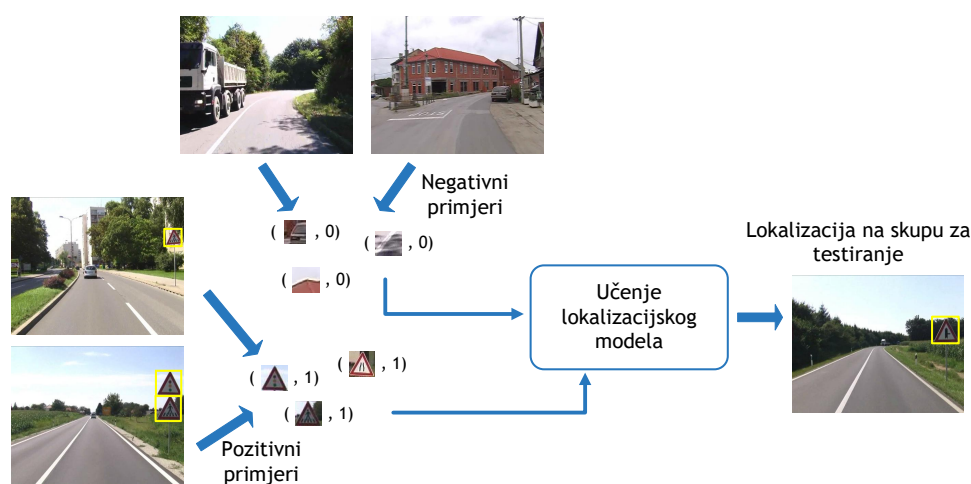 Negativni
primjeri
( , 0)
( , 0)
( , 0)
Lokalizacija na skupu za
testiranje
Učenje
lokalizacijskog
modela
( , 1)
( , 1)
( , 1)
Pozitivni
primjeri